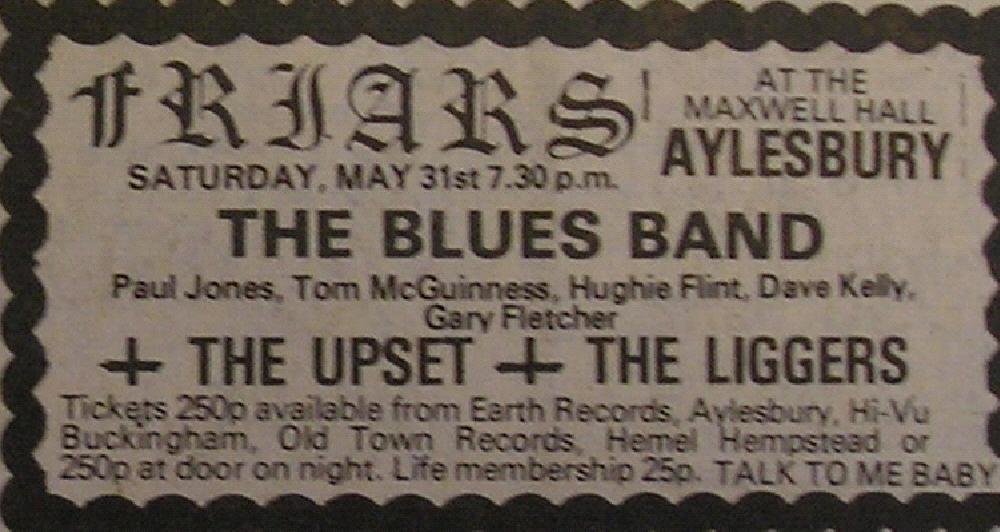 FRIARS
AT THE
MAXWELL HALL
AYLESBURY
SATURDAY, MAY 31st 7.30 p.m.
THE BLUES BAND
Paul Jones, Tom McGuinness, Hughie Flint, Dave Kelly,
Gary Fletcher
+ THE UPSET + THE LIGGERS
Tickets 250p available from Earth Records, Aylesbury, Hi-Vu
Buckingham, Old Town Records, Hemel Hempstead or
250p at door on night. Life membership 25p. TALK TO ME BABY